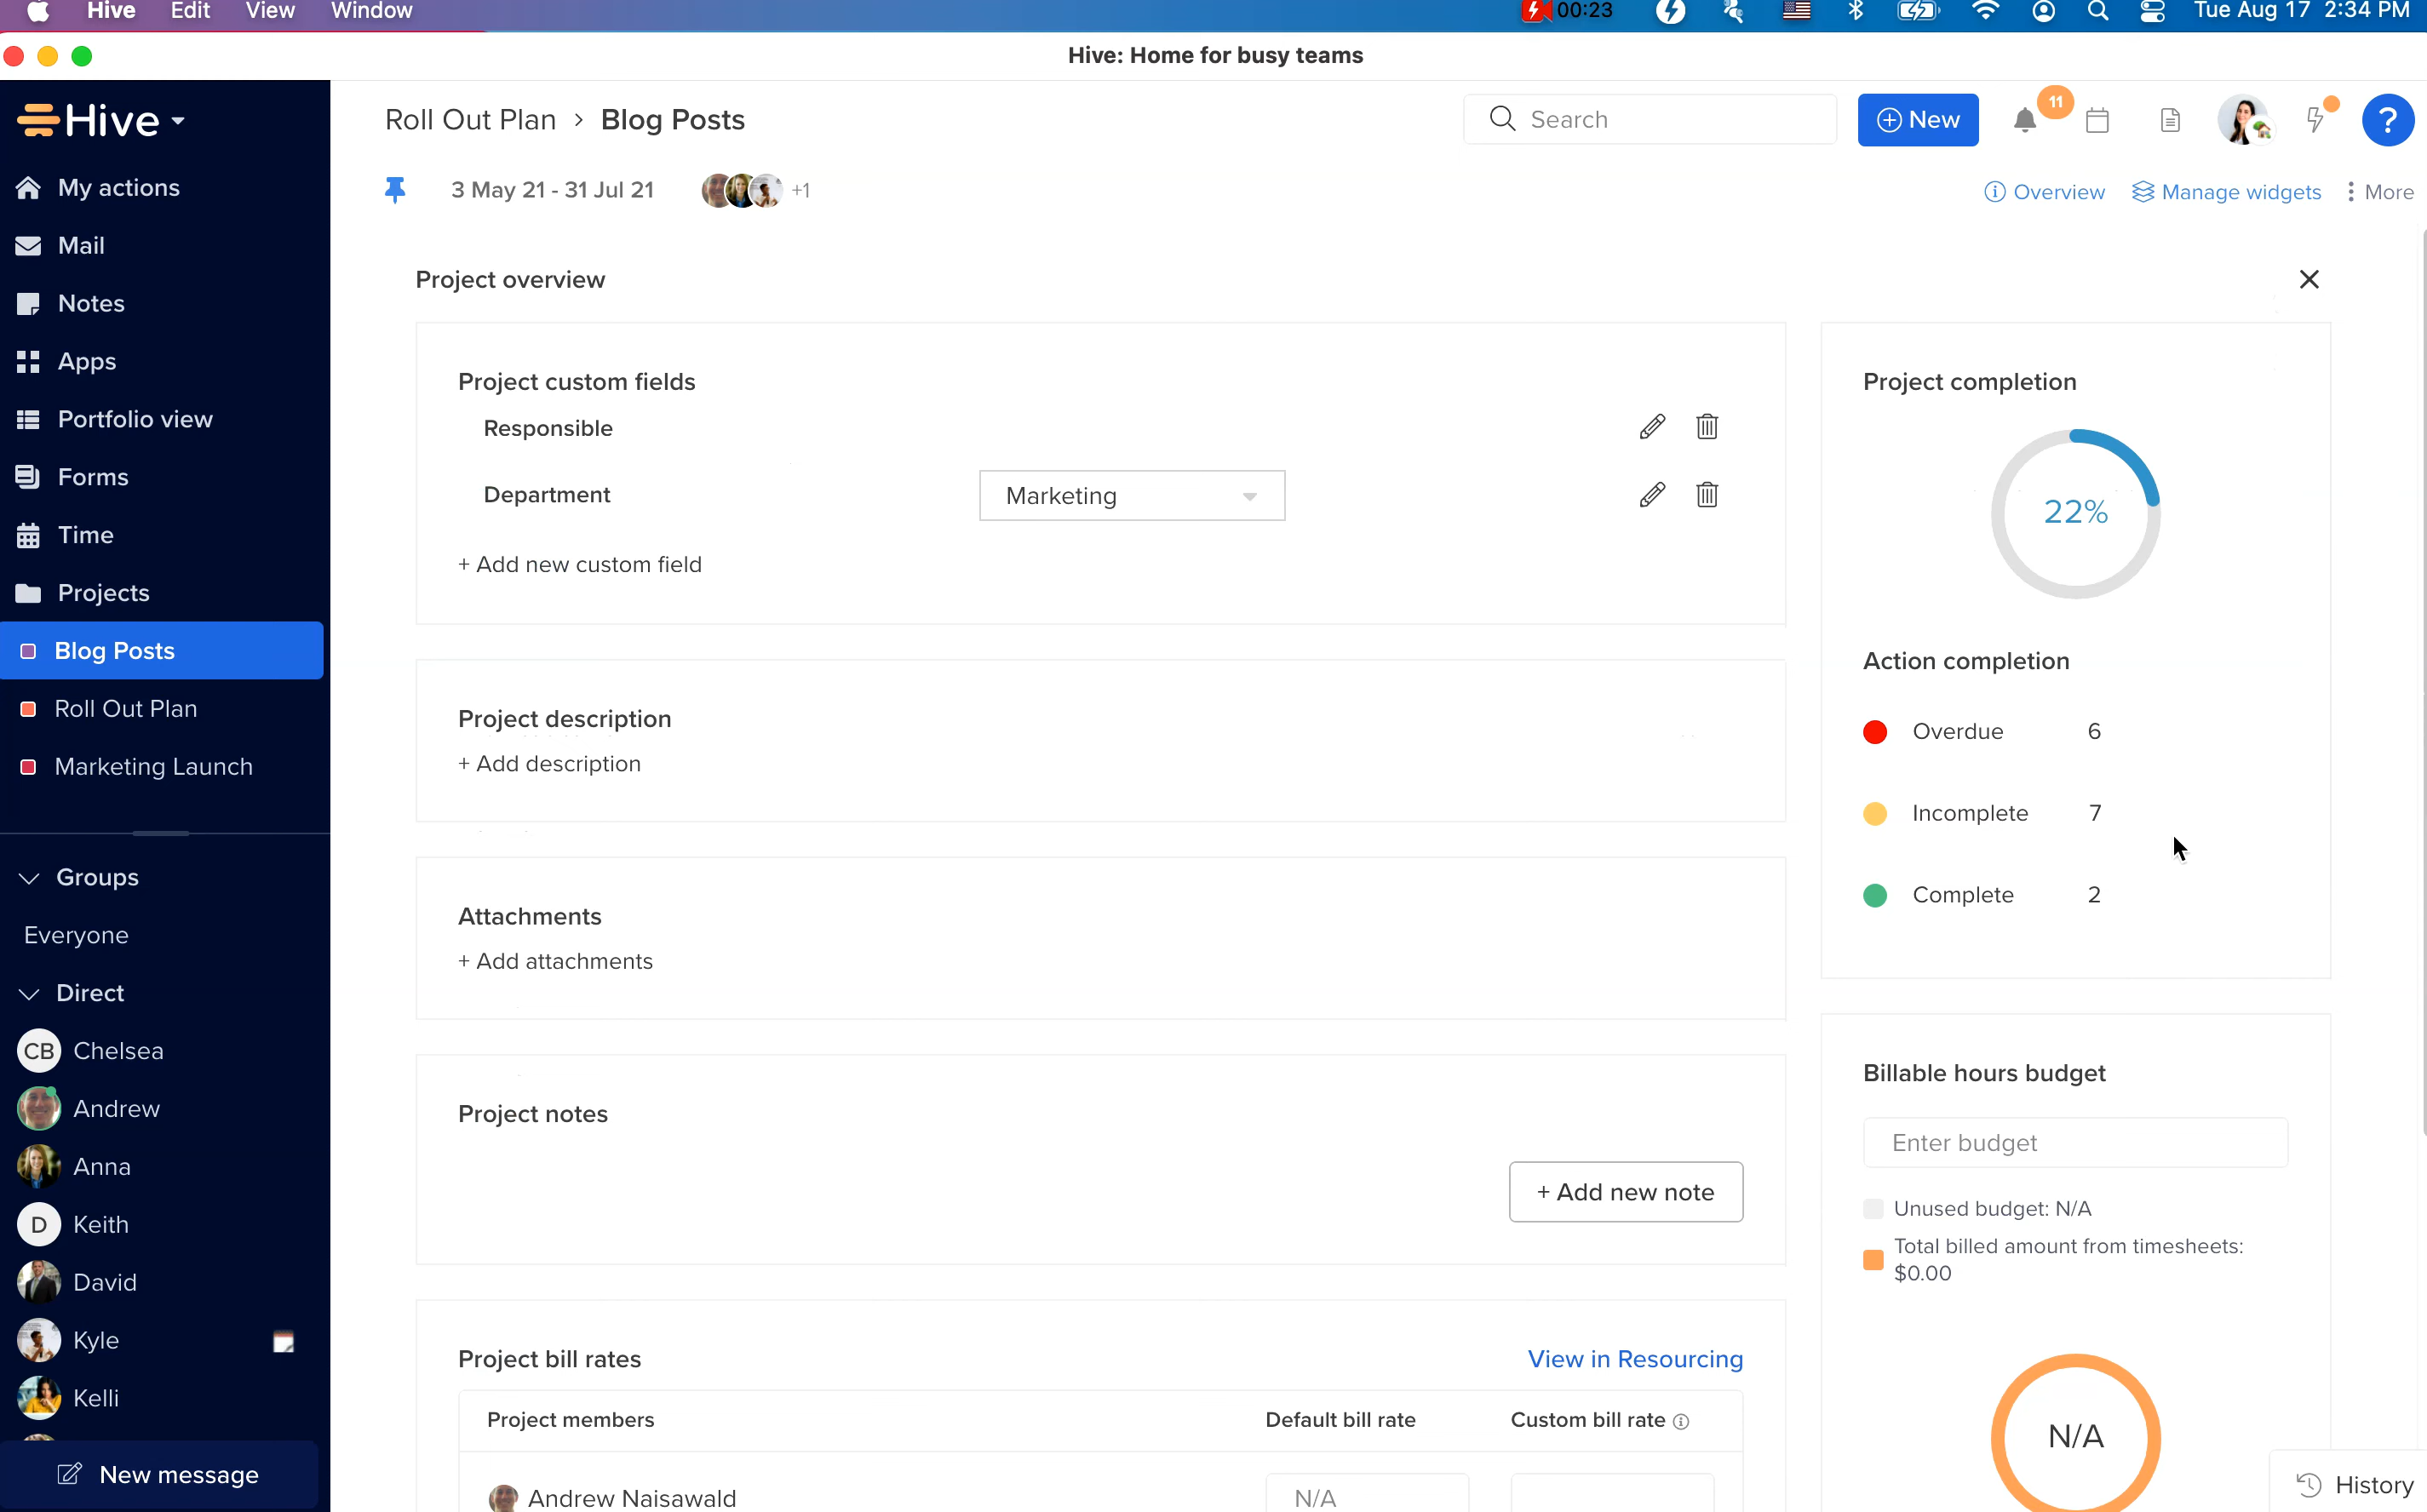 Hive Edit View Window 00:23 Tue Aug 17 2:34 PM
Hive: Home for busy teams
Hive
My actions
Mail
Notes
Apps
Portfolio view
Forms
Time
Projects
Blog Posts
Roll Out Plan
Marketing Launch
Groups
Everyone
Direct
CB Chelsea
Andrew
Anna
D Keith
David
Kyle
Kelli
New message
Roll Out Plan > Blog Posts
Search
+ New
11
?
3 May 21 - 31 Jul 21
+1
Overview
Manage widgets
More
Project overview
Project custom fields
Responsible
Department Marketing
+ Add new custom field
Project description
+ Add description
Attachments
+ Add attachments
Project notes
+ Add new note
Project bill rates View in Resourcing
Project members Default bill rate Custom bill rate
Andrew Naisawald N/A
Project completion
22%
Action completion
Overdue 6
Incomplete 7
Complete 2
Billable hours budget
Enter budget
Unused budget: N/A
Total billed amount from timesheets:
$0.00
N/A
History